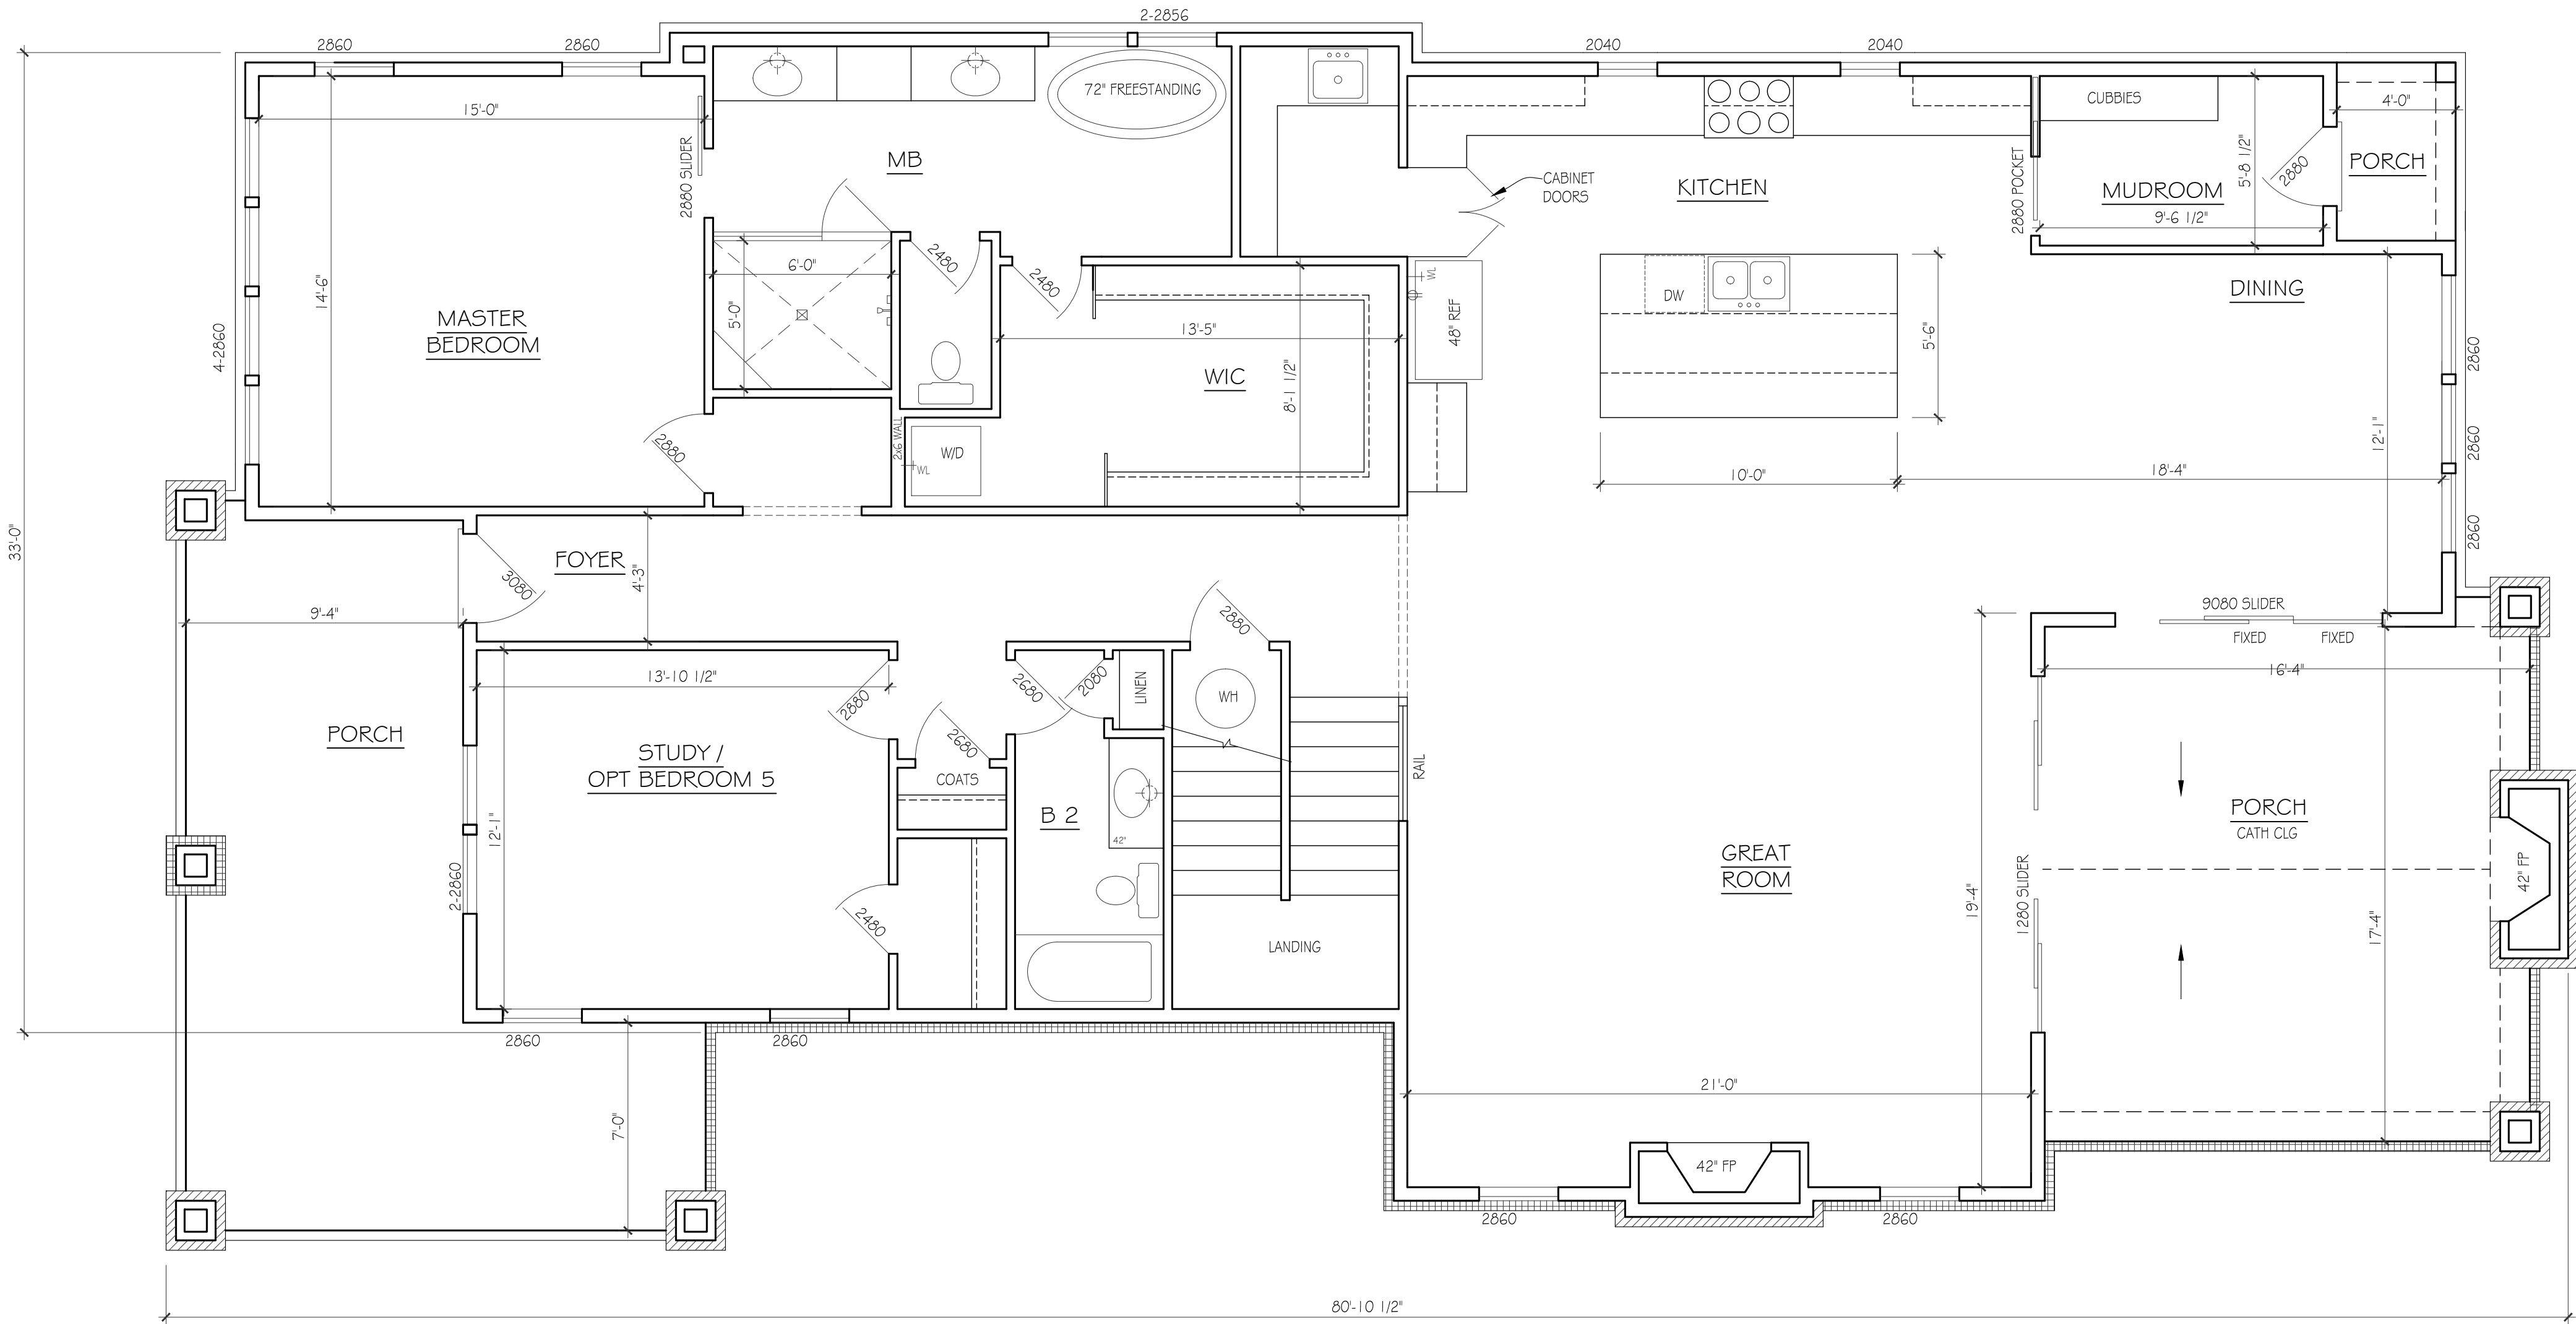 2-2856
2860
2860
2040
2040
72" FREESTANDING
CUBBIES
4'-0"
15'-0"
2880 SLIDER
MB
CABINET
DOORS
KITCHEN
2880 POCKET
5'-8 1/2"
MUDROOM
9'-6 1/2"
2880
PORCH
33'-0"
4-2860
14'-6"
MASTER
BEDROOM
6'-0"
5'-0"
2480
2480
13'-5"
WIC
8'-1 1/2"
WL
48" REF
DW
5'-6"
DINING
2860
2860
2860
12'-1"
10'-0"
18'-4"
2880
2x6 WALL
WL
W/D
FOYER
3080
4'-3"
9'-4"
2880
9080 SLIDER
FIXED
FIXED
16'-4"
13'-10 1/2"
2880
2680
2080
LINEN
WH
2680
COATS
RAIL
PORCH
STUDY /
OPT BEDROOM 5
12'-1"
2-2860
B 2
42"
2480
LANDING
GREAT
ROOM
19'-4"
1280 SLIDER
PORCH
CATH CLG
17'-4"
42" FP
2860
2860
7'-0"
21'-0"
42" FP
2860
2860
80'-10 1/2"